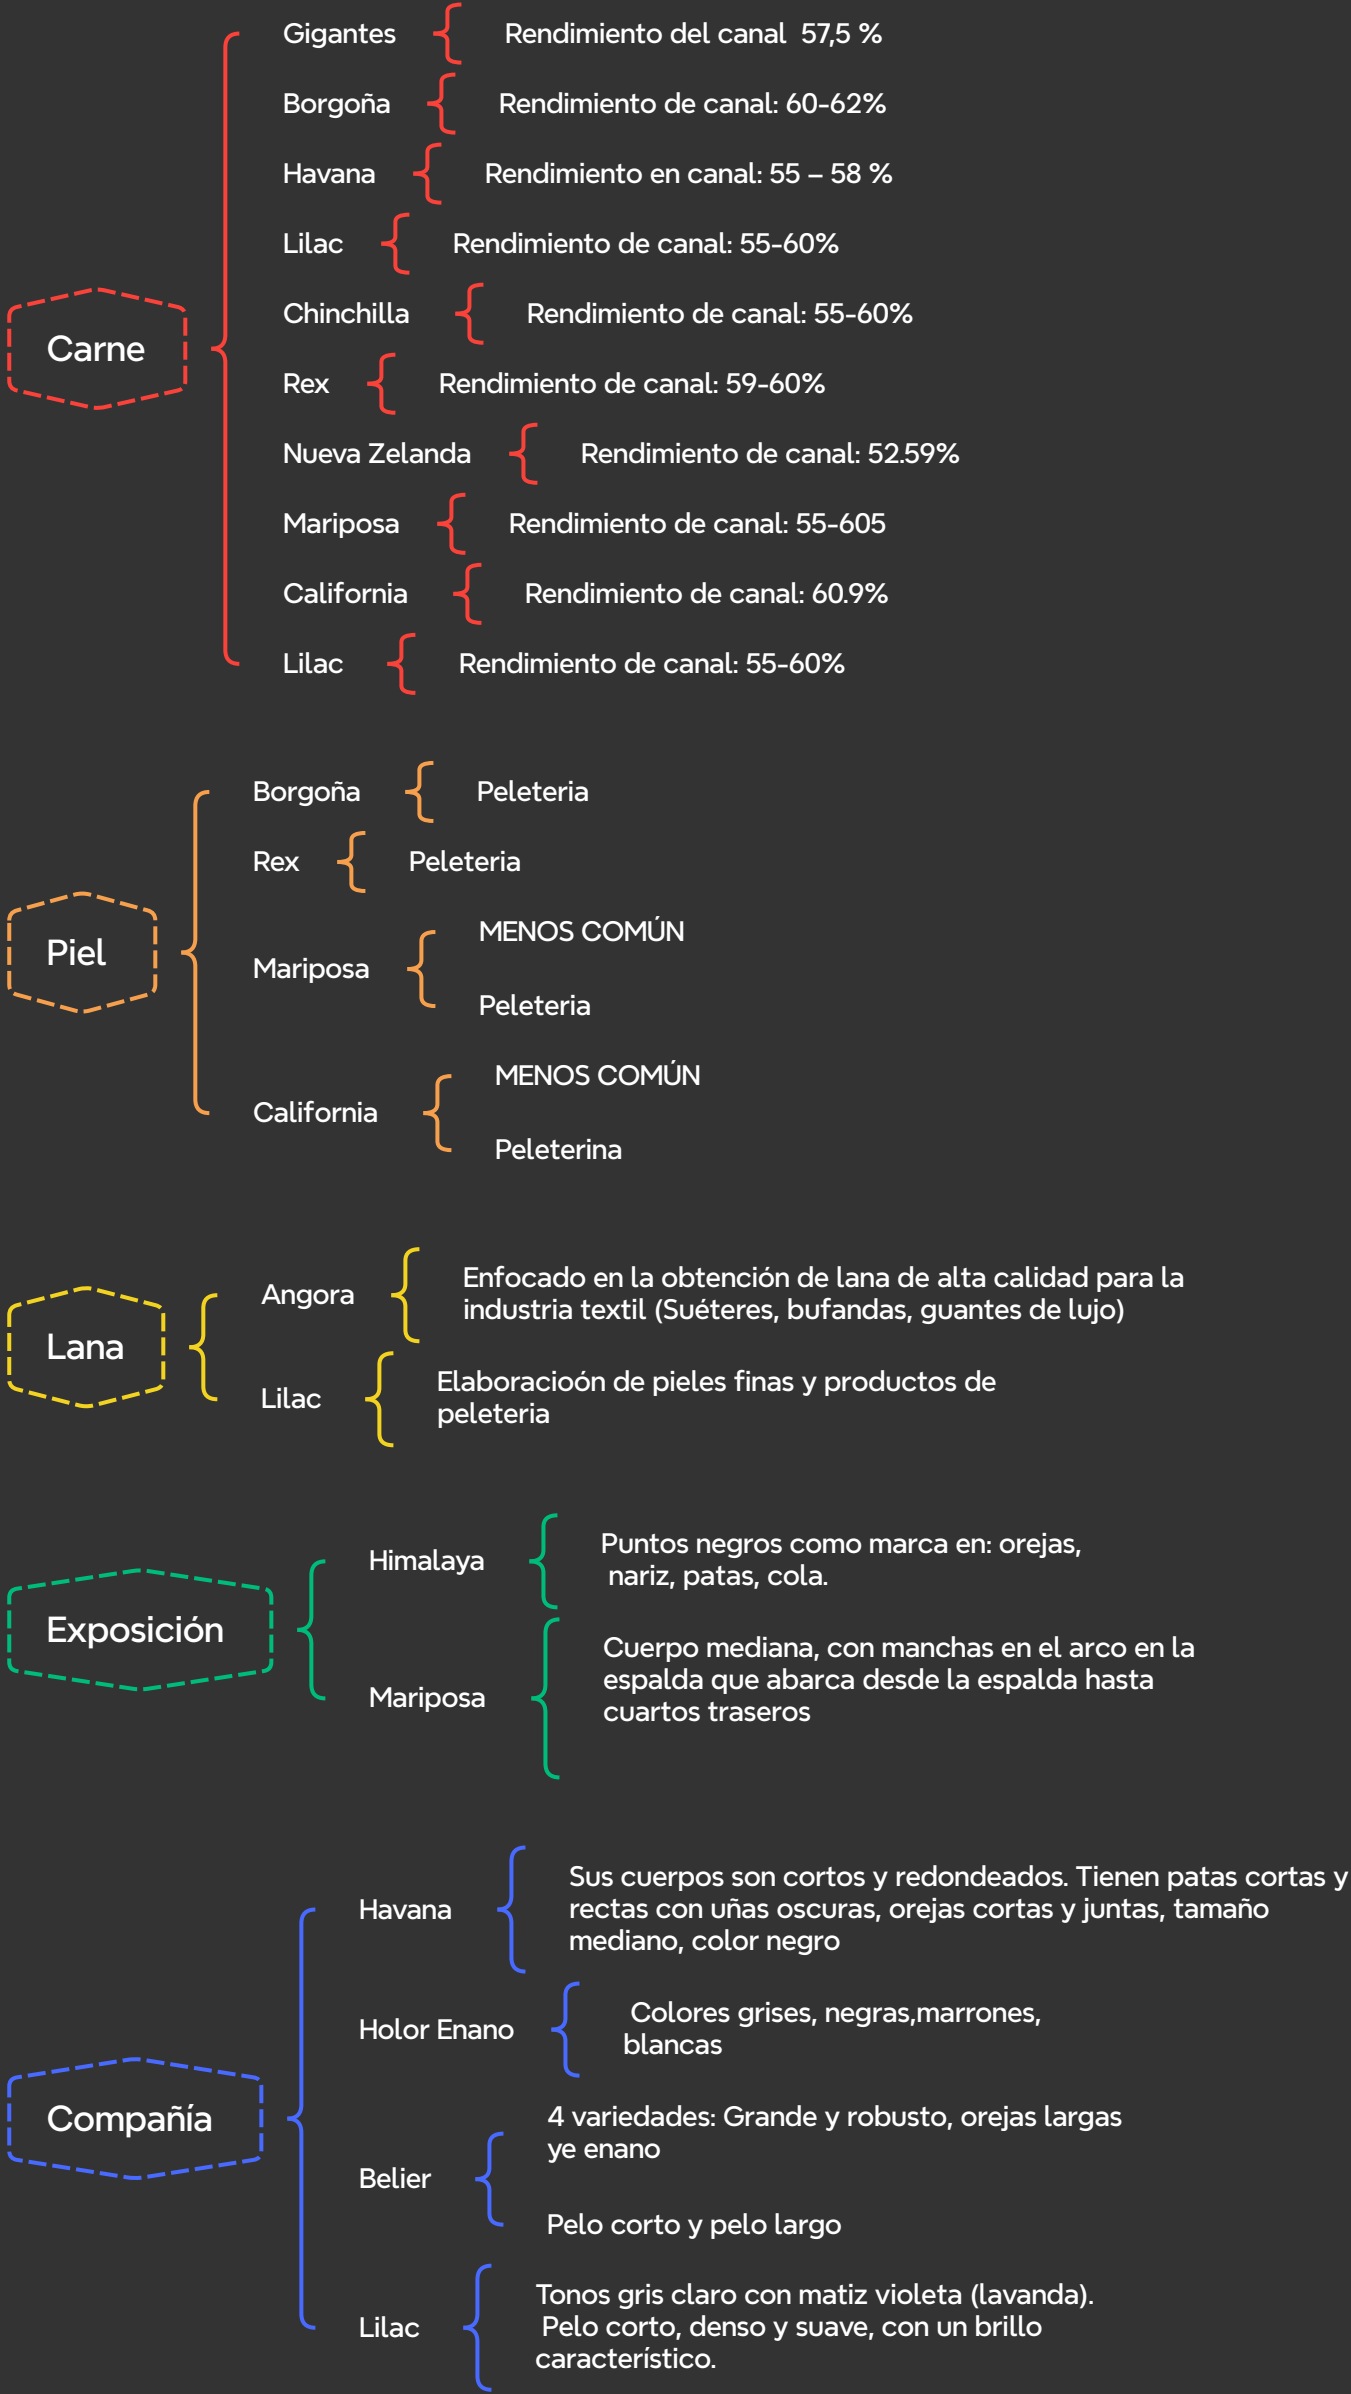 Carne
Gigantes
Rendimiento del canal  57,5 %
Borgoña
Rendimiento de canal: 60-62%
Havana
Rendimiento en canal: 55 – 58 %
Lilac
Rendimiento de canal: 55-60%
Chinchilla
Rendimiento de canal: 55-60%
Rex
Rendimiento de canal: 59-60%
Nueva Zelanda
Rendimiento de canal: 52.59%
Mariposa
Rendimiento de canal: 55-605
California
Rendimiento de canal: 60.9%
Lilac
Rendimiento de canal: 55-60%
Piel
Borgoña
Peleteria
Rex
Peleteria
Mariposa
MENOS COMÚN
Peleteria
California
MENOS COMÚN
Peleterina
Lana
Angora
Enfocado en la obtención de lana de alta calidad para la
industria textil (Suéteres, bufandas, guantes de lujo)
Lilac
Elaboracioón de pieles finas y productos de
peleteria
Exposición
Himalaya
Puntos negros como marca en: orejas,
nariz, patas, cola.
Mariposa
Cuerpo mediana, con manchas en el arco en la
espalda que abarca desde la espalda hasta
cuartos traseros
Compañía
Havana
Sus cuerpos son cortos y redondeados. Tienen patas cortas y
rectas con uñas oscuras, orejas cortas y juntas, tamaño
mediano, color negro
Holor Enano
Colores grises, negras,marrones,
blancas
Belier
4 variedades: Grande y robusto, orejas largas
ye enano
Pelo corto y pelo largo
Lilac
Tonos gris claro con matiz violeta (lavanda).
Pelo corto, denso y suave, con un brillo
característico.